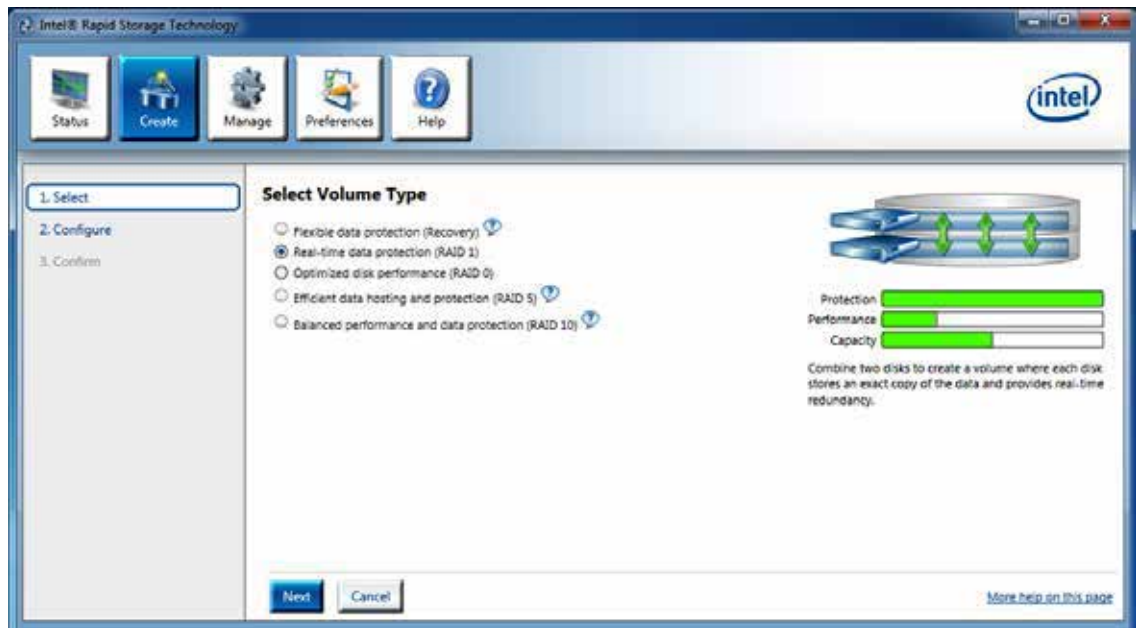 Intel® Rapid Storage Technology
Status
Create
Manage
Preferences
Help
intel
1. Select
2. Configure
3. Confirm
Select Volume Type
Flexible data protection (Recovery)
Real-time data protection (RAID 1)
Optimized disk performance (RAID 0)
Efficient data hosting and protection (RAID 5)
Balanced performance and data protection (RAID 10)
Protection
Performance
Capacity
Combine two disks to create a volume where each disk
stores an exact copy of the data and provides real-time
redundancy.
Next
Cancel
More help on this page